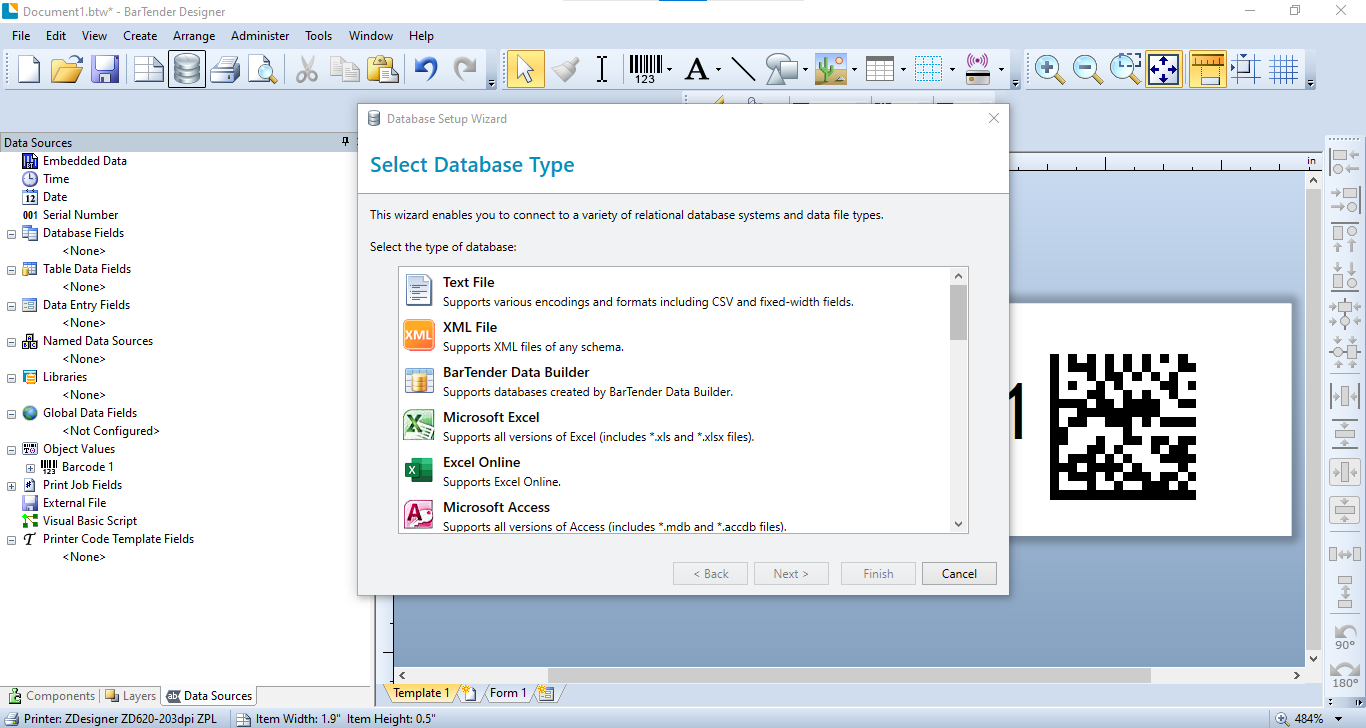 Document1.btw* - BarTender Designer
File Edit View Create Arrange Administer Tools Window Help
123
Data Sources
Embedded Data
Time
12 Date
001 Serial Number
Database Fields
<None>
Table Data Fields
<None>
Data Entry Fields
<None>
Named Data Sources
<None>
Libraries
<None>
Global Data Fields
<Not Configured>
Object Values
123 Barcode 1
Print Job Fields
External File
Visual Basic Script
Printer Code Template Fields
<None>
Database Setup Wizard
Select Database Type
This wizard enables you to connect to a variety of relational database systems and data file types.
Select the type of database:
Text File
Supports various encodings and formats including CSV and fixed-width fields.
XML
XML File
Supports XML files of any schema.
BarTender Data Builder
Supports databases created by BarTender Data Builder.
Microsoft Excel
Supports all versions of Excel (includes *.xls and *.xlsx files).
Excel Online
Supports Excel Online.
Microsoft Access
Supports all versions of Access (includes *.mdb and *.accdb files).
< Back Next > Finish Cancel
in
1
90°
180°
Components Layers Data Sources
Template 1 Form 1
Printer: ZDesigner ZD620-203dpi ZPL Item Width: 1.9" Item Height: 0.5" 484%